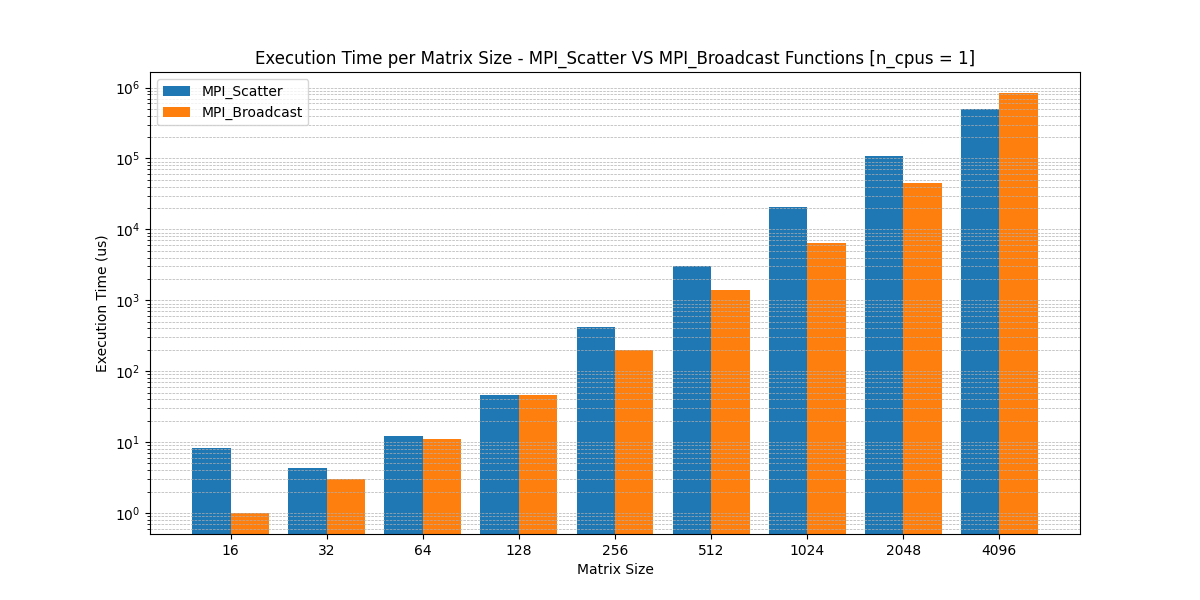 Execution Time per Matrix Size - MPI_Scatter VS MPI_Broadcast Functions [n_cpus = 1]
MPI_Scatter
MPI_Broadcast
Execution Time (us)
10⁶
10⁵
10⁴
10³
10²
10¹
10⁰
16 32 64 128 256 512 1024 2048 4096
Matrix Size